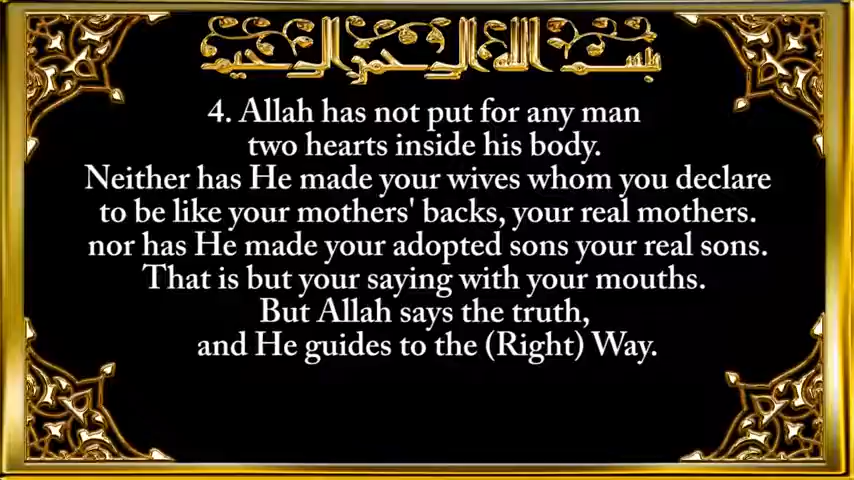 بسم الله الرحمن الرحيم
4. Allah has not put for any man
two hearts inside his body.
Neither has He made your wives whom you declare
to be like your mothers' backs, your real mothers.
nor has He made your adopted sons your real sons.
That is but your saying with your mouths.
But Allah says the truth,
and He guides to the (Right) Way.